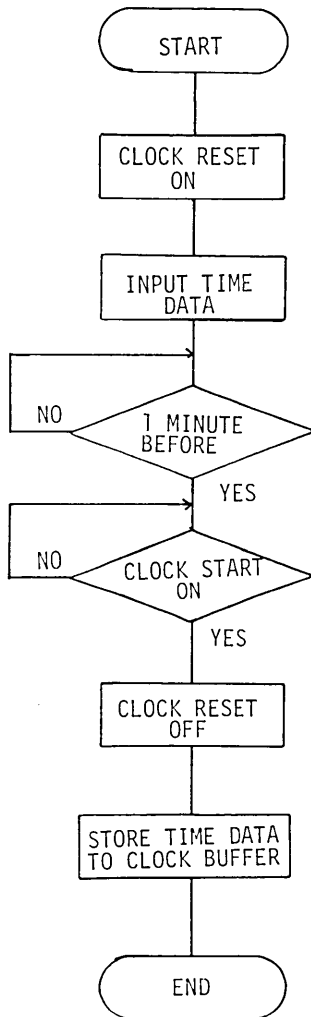 START
CLOCK RESET
ON
INPUT TIME
DATA
NO
1 MINUTE
BEFORE
YES
NO
CLOCK START
ON
YES
CLOCK RESET
OFF
STORE TIME DATA
TO CLOCK BUFFER
END